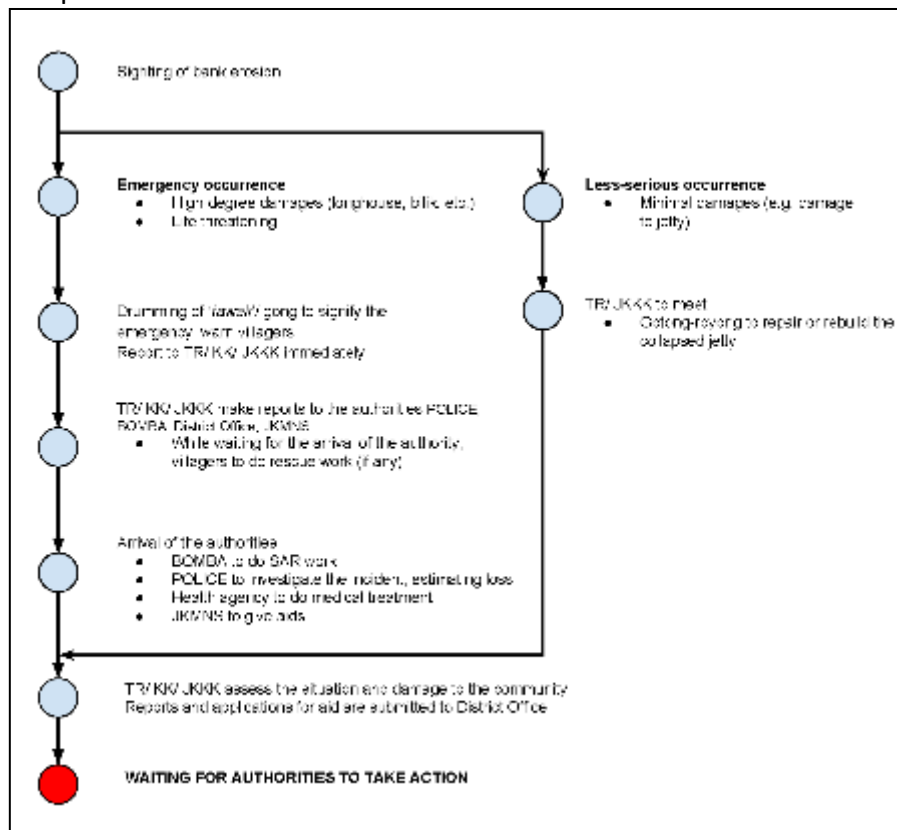 Sighting of bank erosion
Emergency occurrence
● High degree damages (longhouse, bilik, etc.)
● Life threatening
Less-serious occurrence
● Minimal damages (e.g. damage
to jetty)
Drumming of 'tawak' gong to signify the
emergency, warn villagers
Report to TR/ KK/ JKKK immediately
TR/ JKKK to meet
● Gotong-royong to repair or rebuild the
collapsed jetty
TR/ KK/ JKKK make reports to the authorities POLICE
BOMBA, District Office, JKMNS
● While waiting for the arrival of the authority,
villagers to do rescue work (if any)
Arrival of the authorities
● BOMBA to do SAR work
● POLICE to investigate the incident, estimating loss
● Health agency to do medical treatment
● JKMNS to give aids
TR/ KK/ JKKK assess the situation and damage to the community
Reports and applications for aid are submitted to District Office
WAITING FOR AUTHORITIES TO TAKE ACTION